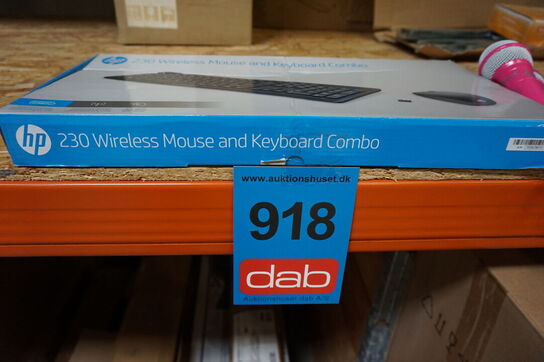 hp 230 Wireless Mouse and Keyboard Combo
hp 230 Wireless Mouse and Keyboard Combo
www.auktionshuset.dk
918
dab
Auktionshuset dab A/S